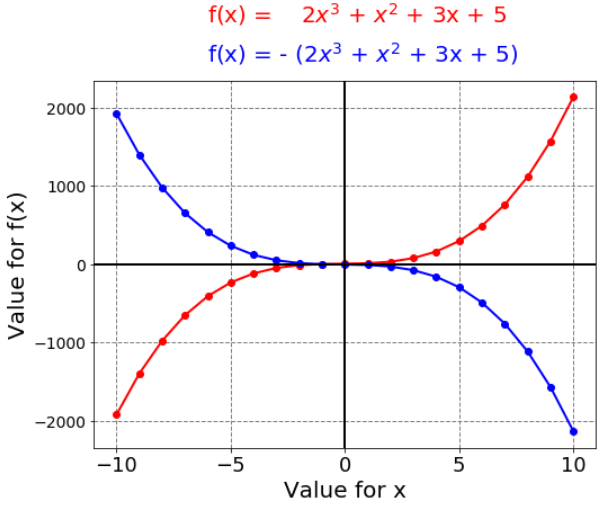 f(x) = 2x³ + x² + 3x + 5
f(x) = - (2x³ + x² + 3x + 5)
2000
1000
0
−1000
−2000
Value for f(x)
−10 −5 0 5 10
Value for x